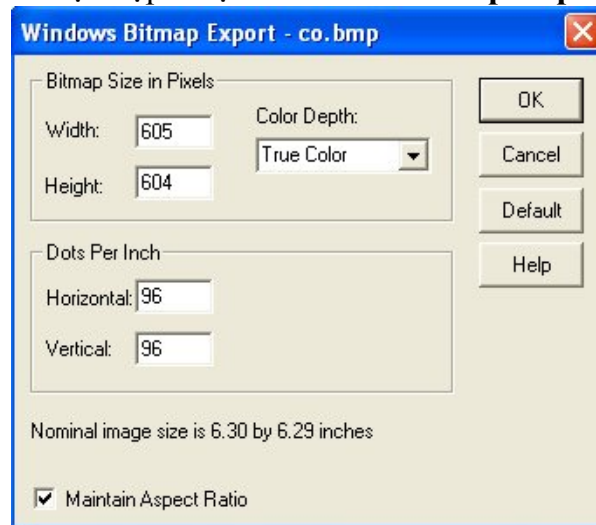 Windows Bitmap Export - co.bmp
Bitmap Size in Pixels
Width: 605
Height: 604
Color Depth:
True Color
OK
Cancel
Default
Help
Dots Per Inch
Horizontal: 96
Vertical: 96
Nominal image size is 6.30 by 6.29 inches
Maintain Aspect Ratio